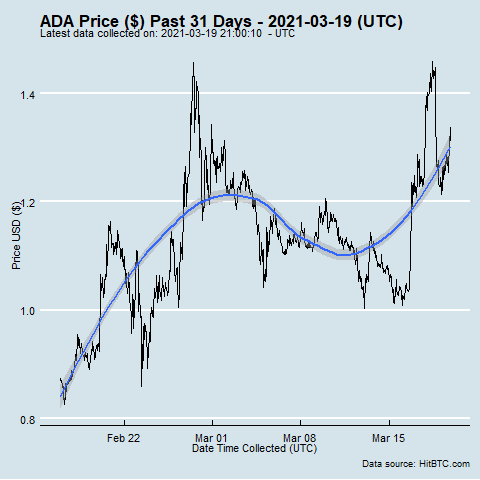 ADA Price ($) Past 31 Days - 2021-03-19 (UTC)
Latest data collected on: 2021-03-19 21:00:10 - UTC
Price USD ($)
1.4
1.2
1.0
0.8
Feb 22 Mar 01 Mar 08 Mar 15
Date Time Collected (UTC)
Data source: HitBTC.com